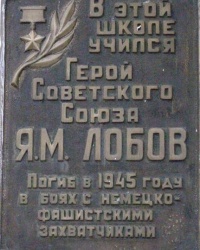 В ЭТОЙ
ШКОЛЕ
УЧИЛСЯ
ГЕРОЙ
СОВЕТСКОГО
СОЮЗА
Я.М. ЛОБОВ
ПОГИБ В 1945 ГОДУ
В БОЯХ С НЕМЕЦКО-
ФАШИСТСКИМИ
ЗАХВАТЧИКАМИ